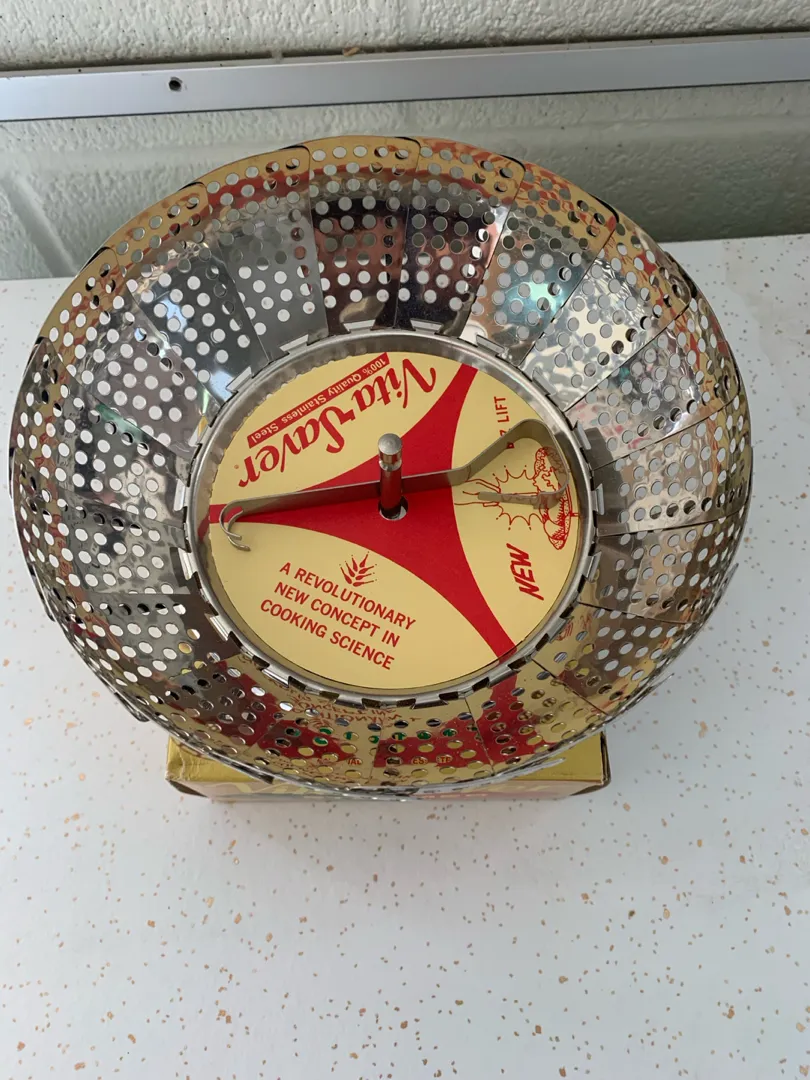 Vita Saver
100% Quality Stainless Steel
LIFT
NEW
A REVOLUTIONARY
NEW CONCEPT IN
COOKING SCIENCE